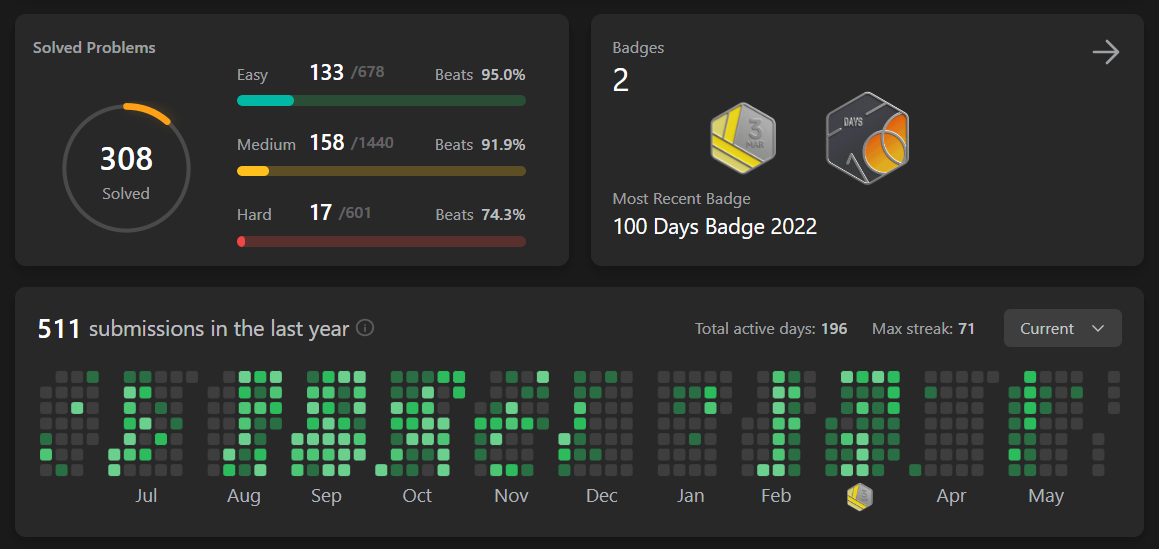 Solved Problems
308
Solved
Easy 133 /678 Beats 95.0%
Medium 158 /1440 Beats 91.9%
Hard 17 /601 Beats 74.3%
Badges
2
3
MAR
DAYS
Most Recent Badge
100 Days Badge 2022
511 submissions in the last year
Total active days: 196 Max streak: 71 Current
Jul Aug Sep Oct Nov Dec Jan Feb Apr May